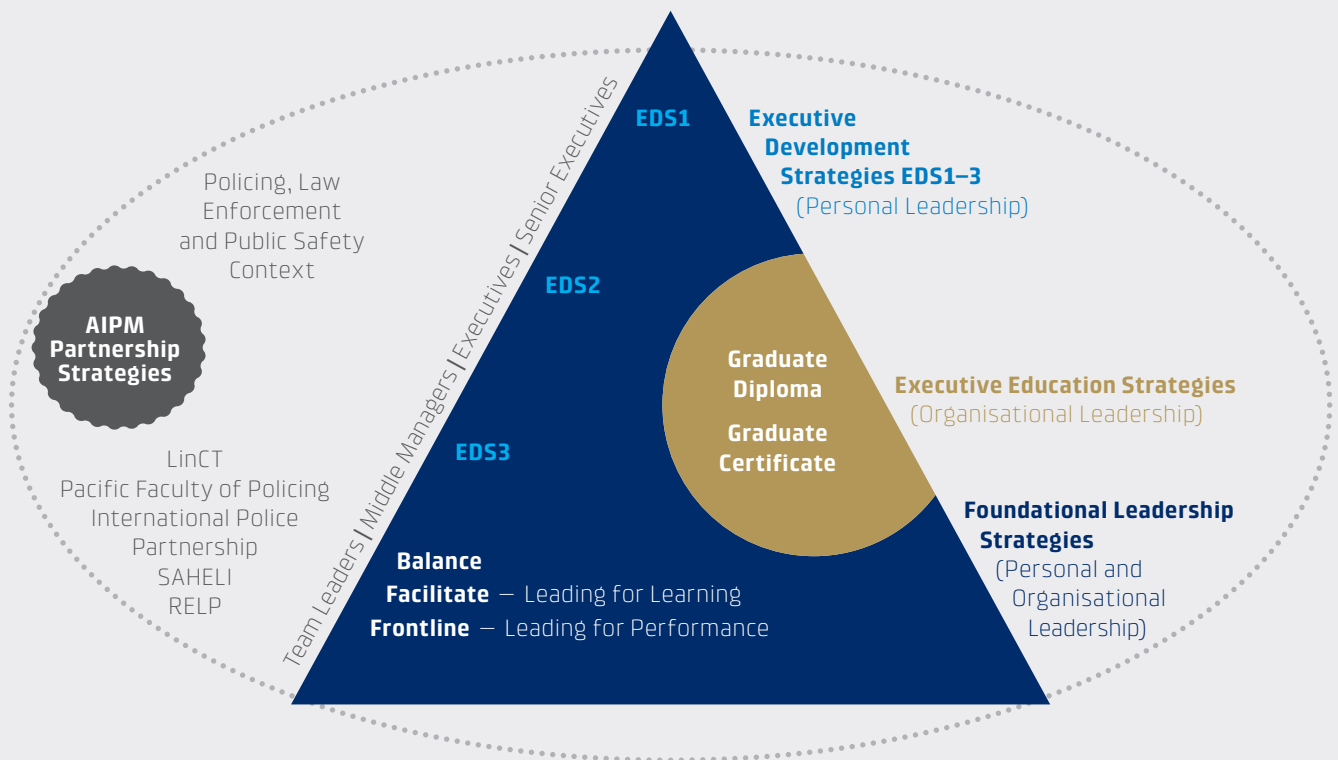 EDS1
Executive
Development
Strategies EDS1–3
(Personal Leadership)
Policing, Law
Enforcement
and Public Safety
Context
Team Leaders | Middle Managers | Executives | Senior Executives
EDS2
AIPM
Partnership
Strategies
Graduate
Diploma
Graduate
Certificate
Executive Education Strategies
(Organisational Leadership)
EDS3
LinCT
Pacific Faculty of Policing
International Police
Partnership
SAHELI
RELP
Foundational Leadership
Strategies
(Personal and
Organisational
Leadership)
Balance
Facilitate — Leading for Learning
Frontline — Leading for Performance